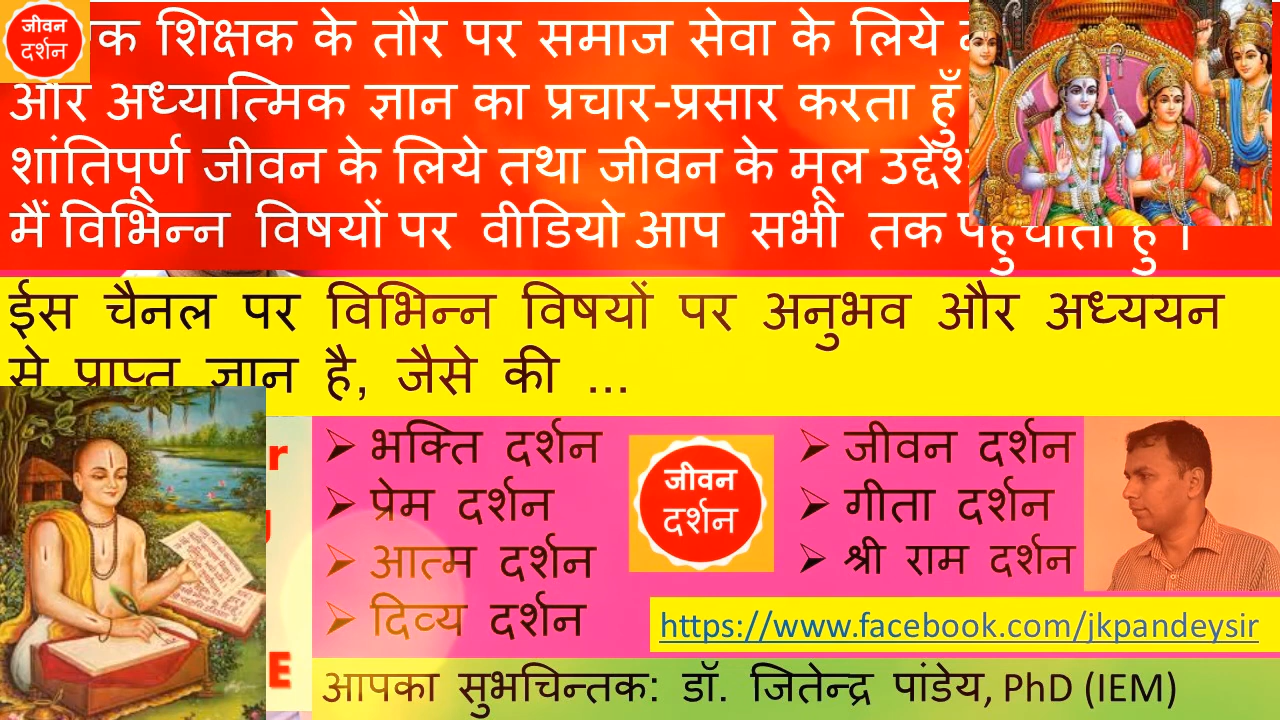 जीवन
दर्शन
क शिक्षक के तौर पर समाज सेवा के लिये
और अध्यात्मिक ज्ञान का प्रचार-प्रसार करता हुँ
शांतिपूर्ण जीवन के लिये तथा जीवन के मूल
मैं विभिन्न विषयों पर वीडियो आप सभी तक पहुचाता हु ।
ईस चैनल पर विभिन्न विषयों पर अनुभव और अध्ययन
से प्राप्त ज्ञान है, जैसे की ...
➢ भक्ति दर्शन
➢ प्रेम दर्शन
➢ आत्म दर्शन
➢ दिव्य दर्शन
जीवन
दर्शन
➢ जीवन दर्शन
➢ गीता दर्शन
➢ श्री राम दर्शन
https://www.facebook.com/jkpandeysir
r
E
आपका सुभचिन्तक: डॉ. जितेन्द्र पांडेय, PhD (IEM)